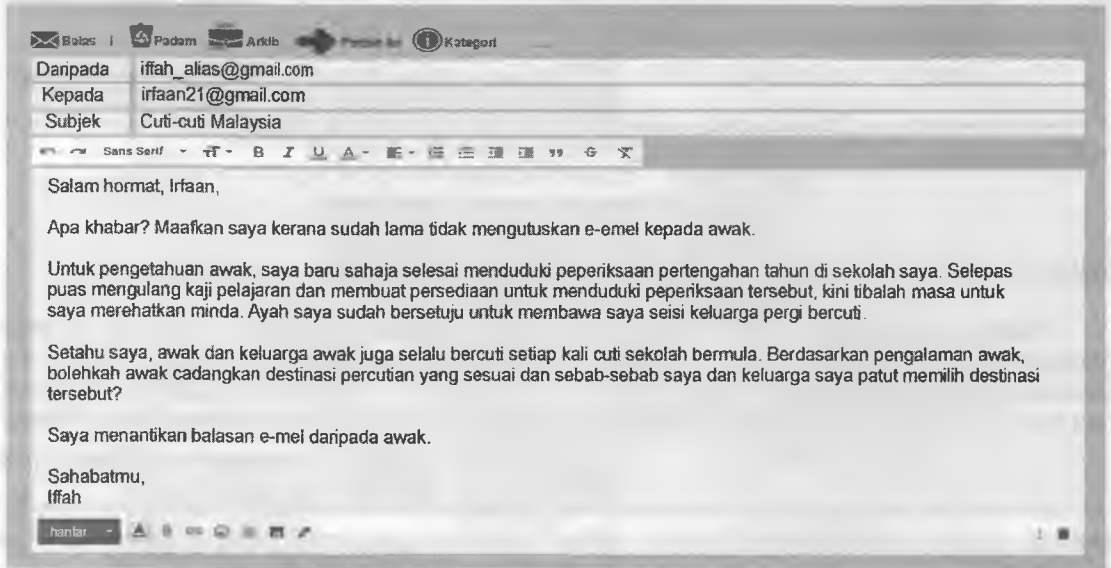 Balas | Padam Arkib Kategori
Daripada iffah_alias@gmail.com
Kepada irfaan21@gmail.com
Subjek Cuti-cuti Malaysia
Sans Serif B I U A
Salam hormat, Irfaan,
Apa khabar? Maafkan saya kerana sudah lama tidak mengutuskan e-emel kepada awak.
Untuk pengetahuan awak, saya baru sahaja selesai menduduki peperiksaan pertengahan tahun di sekolah saya. Selepas
puas mengulang kaji pelajaran dan membuat persediaan untuk menduduki peperiksaan tersebut, kini tibalah masa untuk
saya merehatkan minda. Ayah saya sudah bersetuju untuk membawa saya seisi keluarga pergi bercuti.
Setahu saya, awak dan keluarga awak juga selalu bercuti setiap kali cuti sekolah bermula. Berdasarkan pengalaman awak,
bolehkah awak cadangkan destinasi percutian yang sesuai dan sebab-sebab saya dan keluarga saya patut memilih destinasi
tersebut?
Saya menantikan balasan e-mel daripada awak.
Sahabatmu,
Iffah
hantar